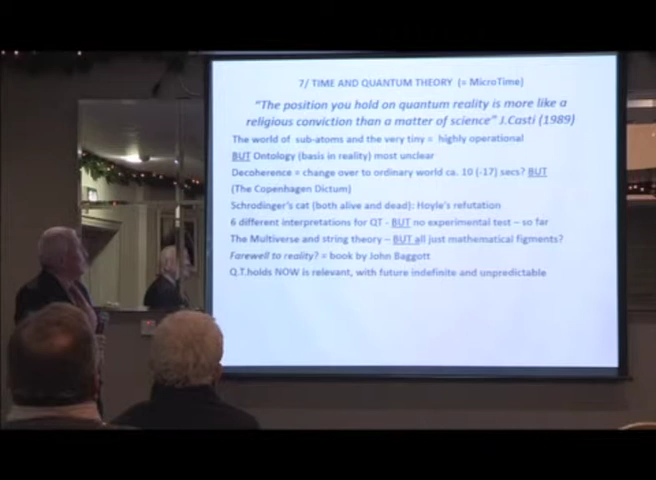 7/ TIME AND QUANTUM THEORY (= MicroTime)
"The position you hold on quantum reality is more like a
religious conviction than a matter of science" J.Casti (1989)
The world of sub-atoms and the very tiny = highly operational
BUT Ontology (basis in reality) most unclear
Decoherence = change over to ordinary world ca. 10 (-17) secs? BUT
(The Copenhagen Dictum)
Schrodinger's cat (both alive and dead): Hoyle's refutation
6 different interpretations for QT - BUT no experimental test – so far
The Multiverse and string theory – BUT all just mathematical figments?
Farewell to reality? = book by John Baggott
Q.T.holds NOW is relevant, with future indefinite and unpredictable